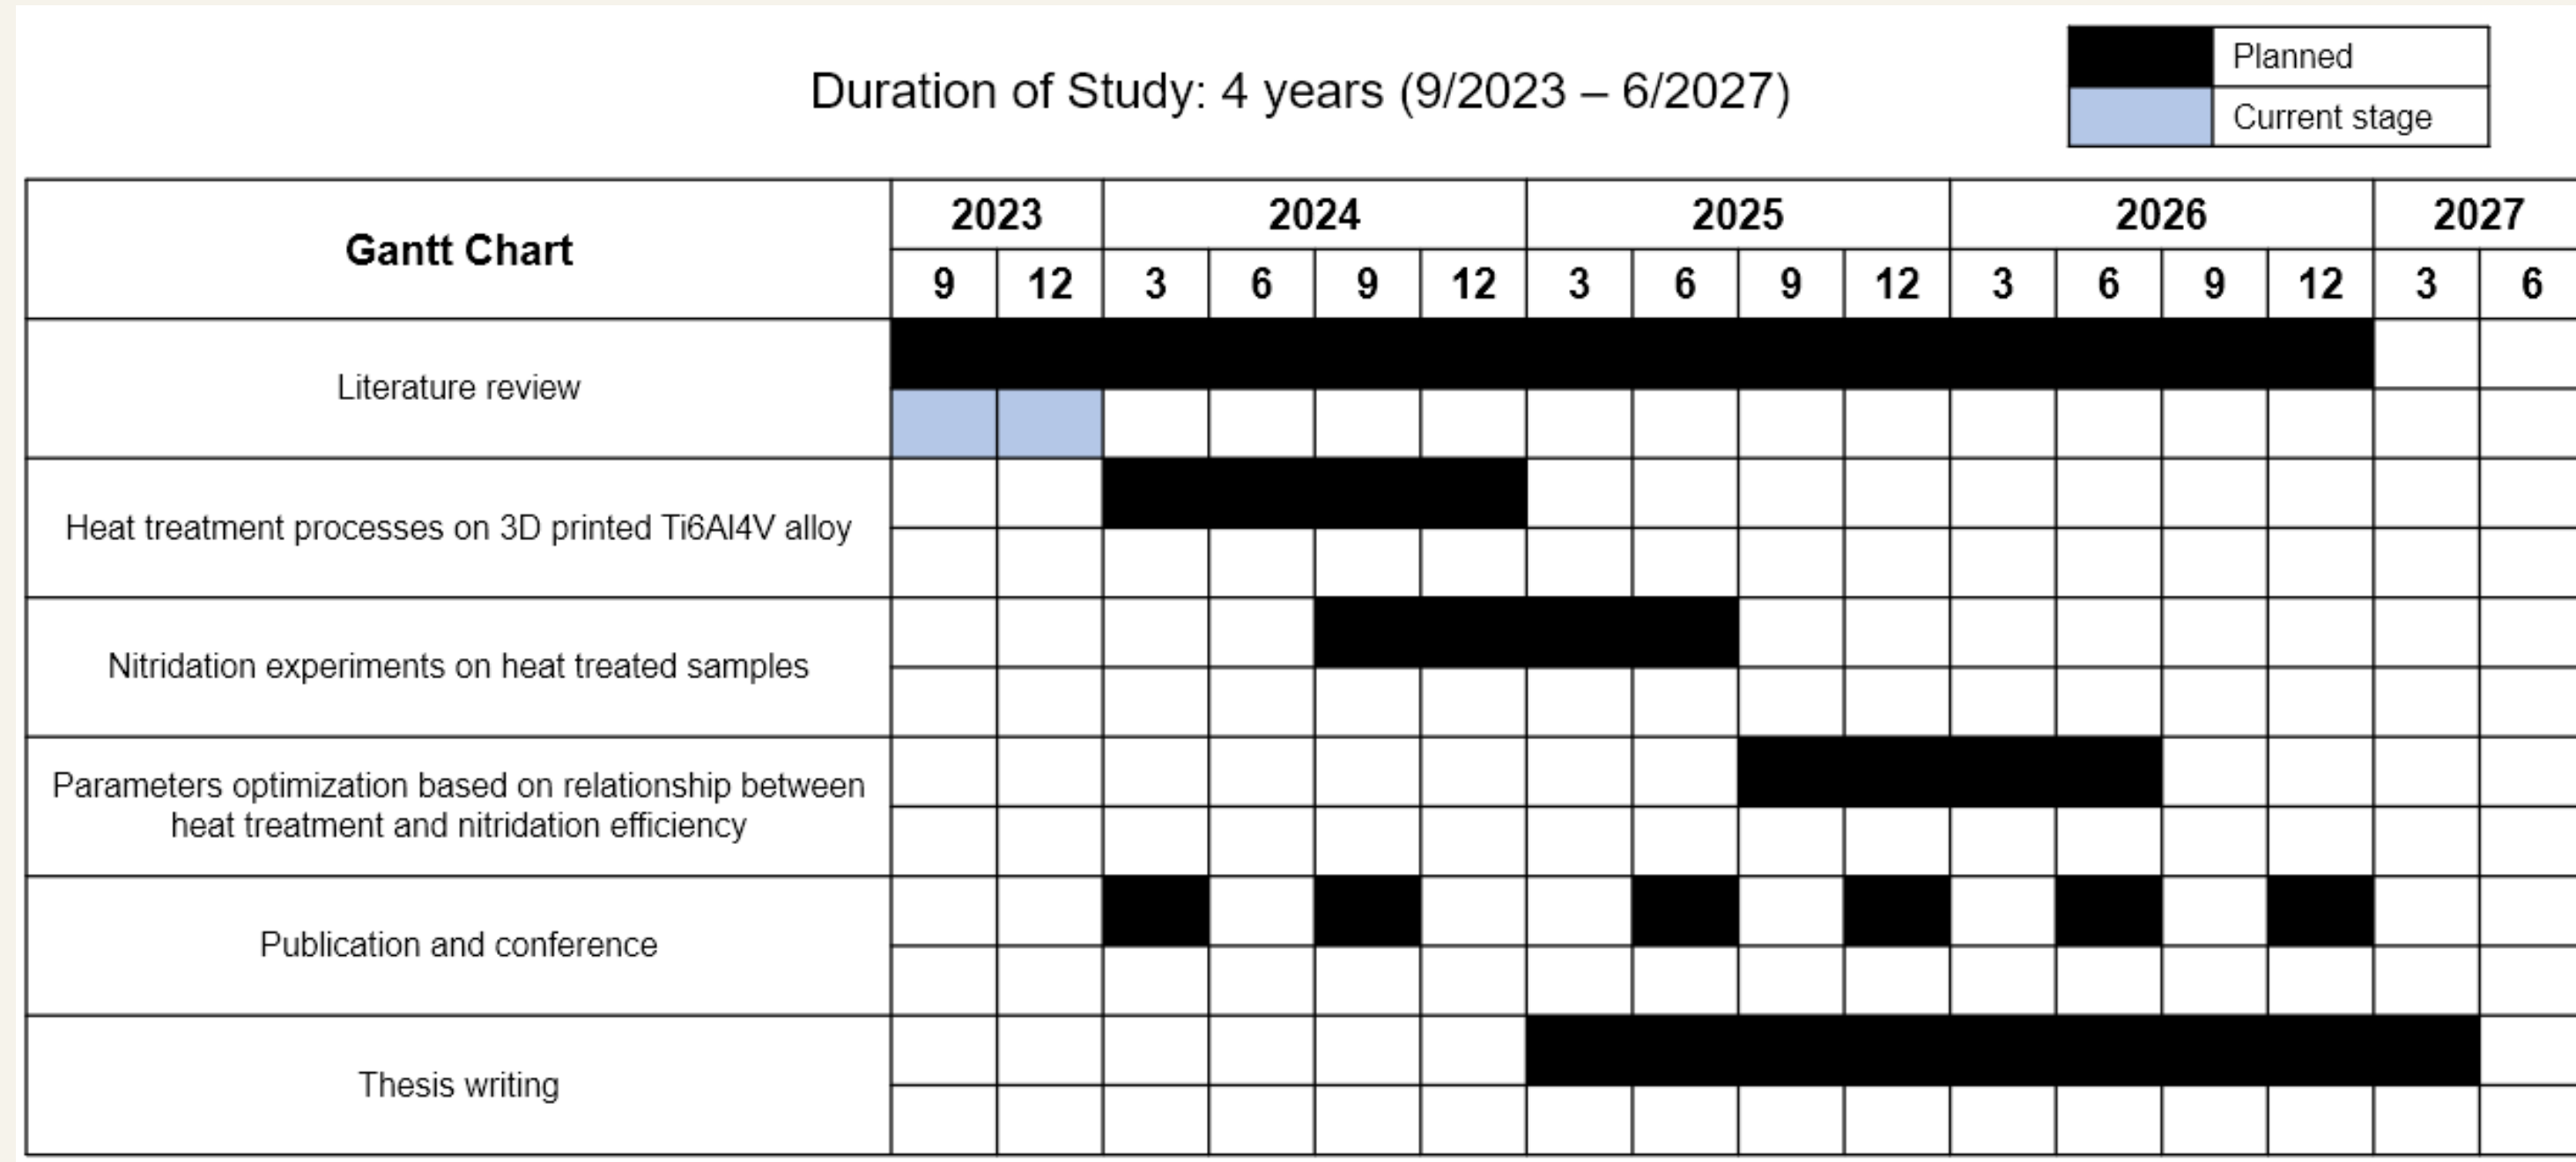 Duration of Study: 4 years (9/2023 – 6/2027)
Planned
Current stage
Gantt Chart
2023 2024 2025 2026 2027
9 12 3 6 9 12 3 6 9 12 3 6 9 12 3 6
Literature review
Heat treatment processes on 3D printed Ti6Al4V alloy
Nitridation experiments on heat treated samples
Parameters optimization based on relationship between
heat treatment and nitridation efficiency
Publication and conference
Thesis writing